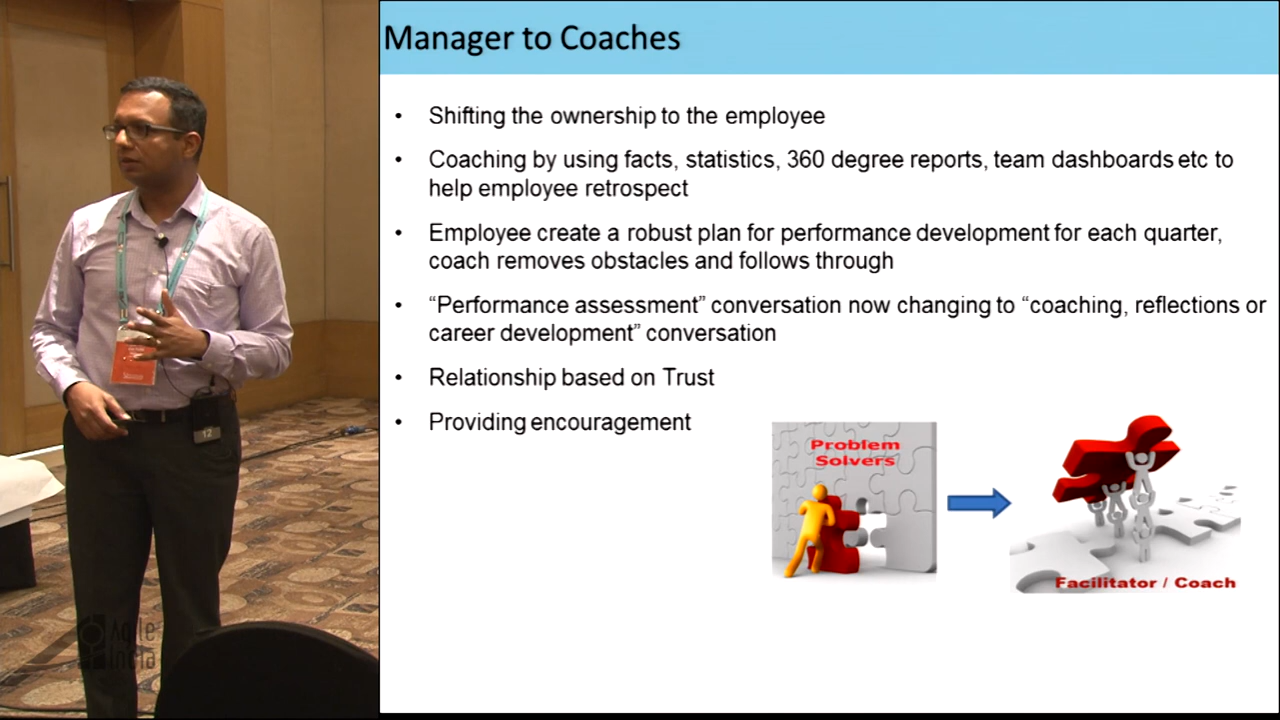 Manager to Coaches
• Shifting the ownership to the employee
• Coaching by using facts, statistics, 360 degree reports, team dashboards etc to
help employee retrospect
• Employee create a robust plan for performance development for each quarter,
coach removes obstacles and follows through
• “Performance assessment” conversation now changing to “coaching, reflections or
career development” conversation
• Relationship based on Trust
• Providing encouragement
Problem
Solvers
Facilitator / Coach
12
Agile
India